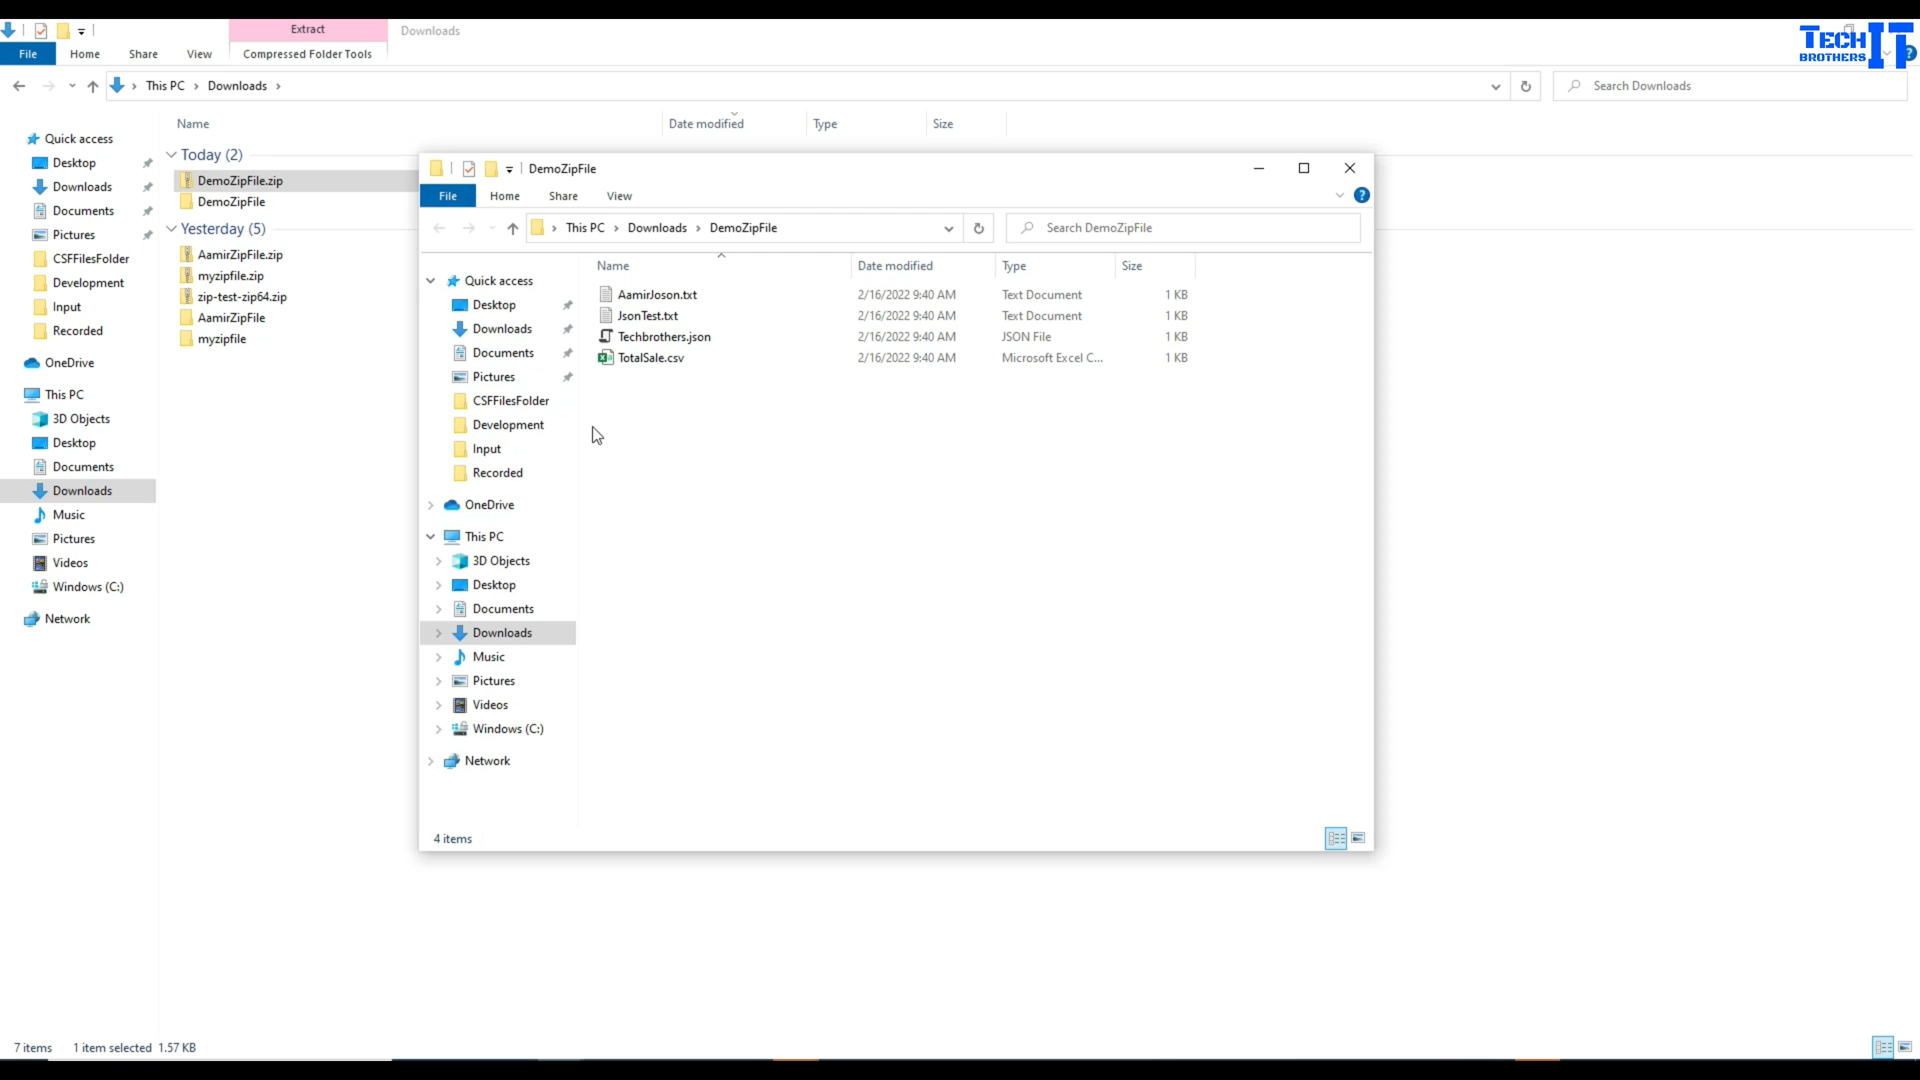 Extract
Downloads
File
Home
Share
View
Compressed Folder Tools
TECH IT
BROTHERS
This PC
Downloads
Search Downloads
Name
Date modified
Type
Size
Quick access
Desktop
Downloads
Documents
Pictures
CSFFilesFolder
Development
Input
Recorded
OneDrive
This PC
3D Objects
Desktop
Documents
Downloads
Music
Pictures
Videos
Windows (C:)
Network
Today (2)
DemoZipFile.zip
DemoZipFile
Yesterday (5)
AamirZipFile.zip
myzipfile.zip
zip-test-zip64.zip
AamirZipFile
myzipfile
DemoZipFile
File
Home
Share
View
This PC
Downloads
DemoZipFile
Search DemoZipFile
Name
Date modified
Type
Size
AamirJoson.txt 2/16/2022 9:40 AM Text Document 1 KB
JsonTest.txt 2/16/2022 9:40 AM Text Document 1 KB
Techbrothers.json 2/16/2022 9:40 AM JSON File 1 KB
TotalSale.csv 2/16/2022 9:40 AM Microsoft Excel C... 1 KB
Quick access
Desktop
Downloads
Documents
Pictures
CSFFilesFolder
Development
Input
Recorded
OneDrive
This PC
3D Objects
Desktop
Documents
Downloads
Music
Pictures
Videos
Windows (C:)
Network
4 items
7 items 1 item selected 1.57 KB